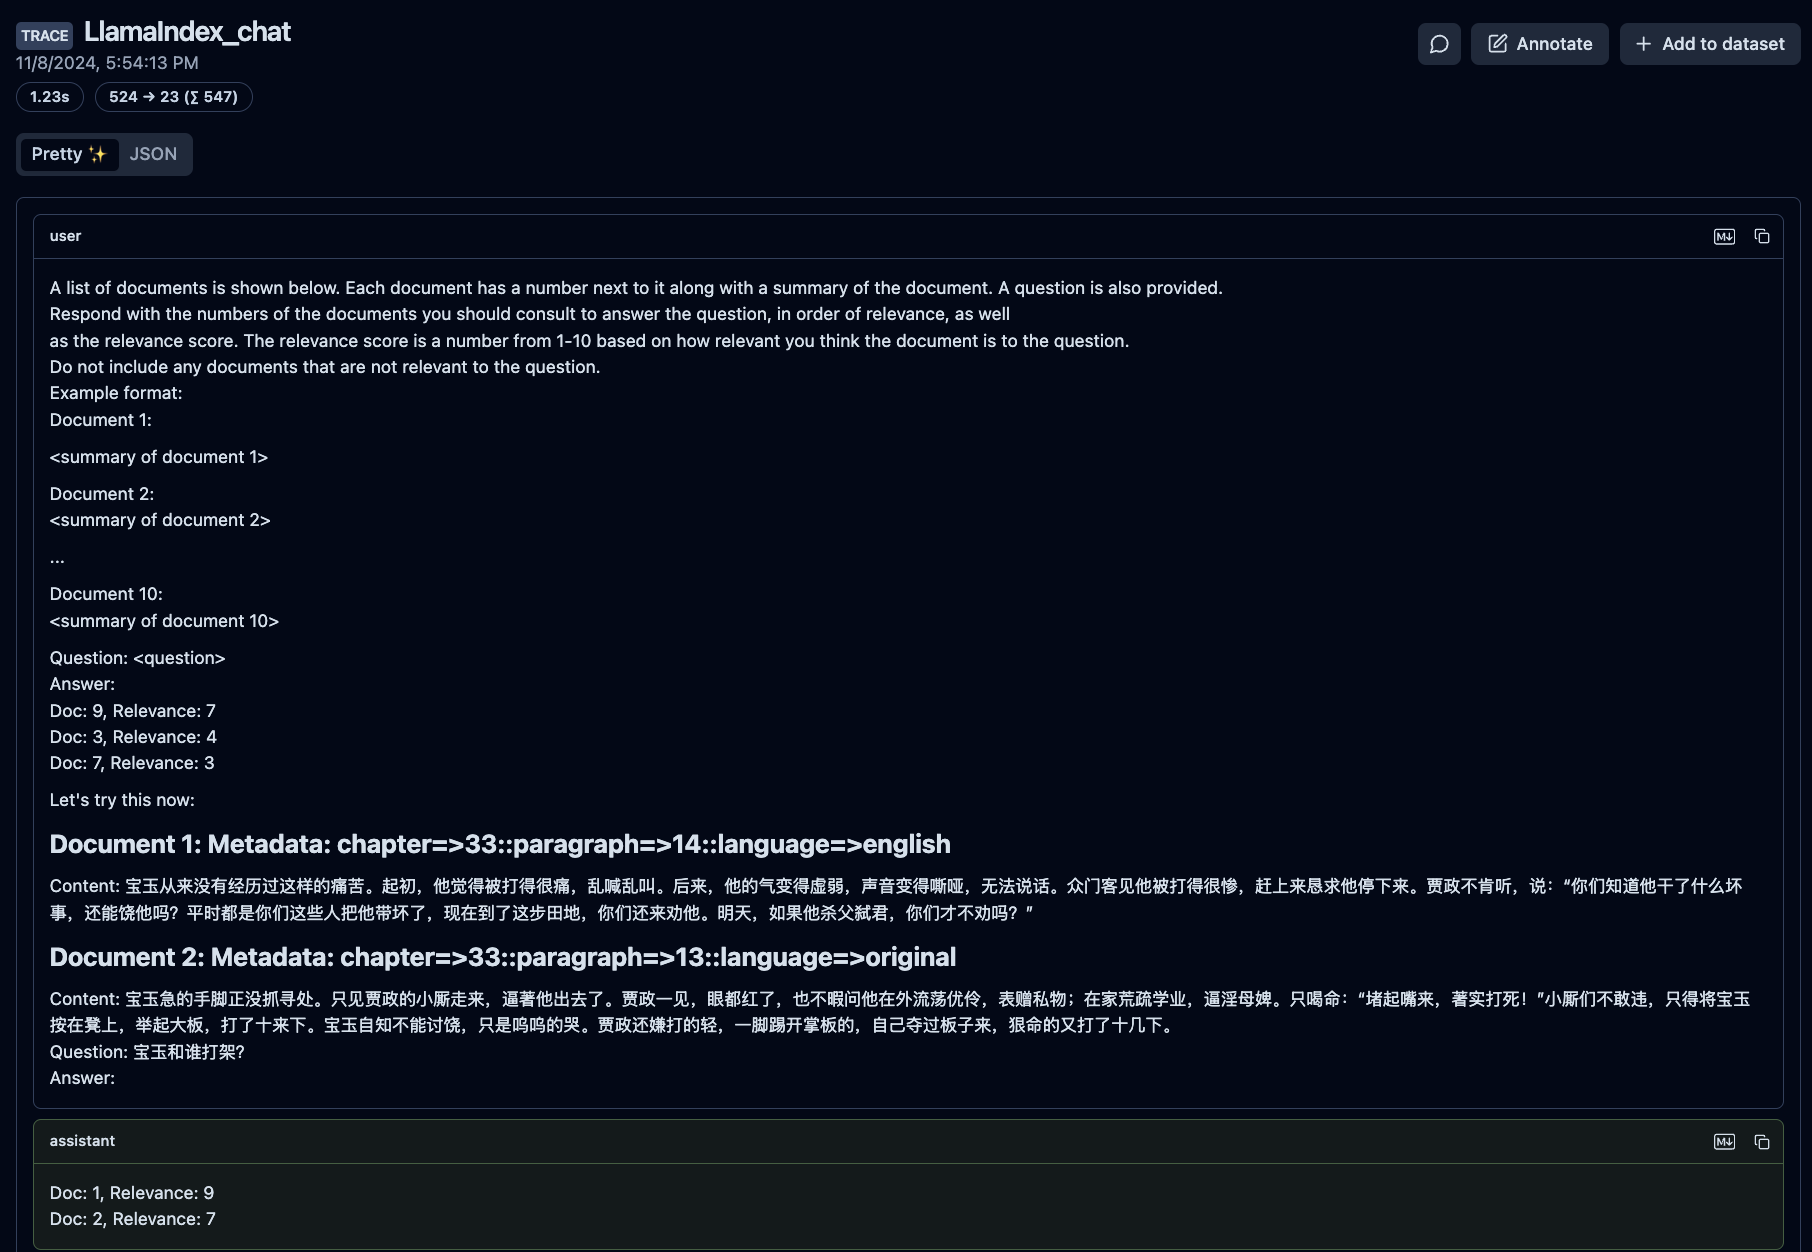 TRACE LlamaIndex_chat
11/8/2024, 5:54:13 PM
1.23s 524 → 23 (∑ 547)
Annotate
+ Add to dataset
Pretty ✨ JSON
user
A list of documents is shown below. Each document has a number next to it along with a summary of the document. A question is also provided.
Respond with the numbers of the documents you should consult to answer the question, in order of relevance, as well
as the relevance score. The relevance score is a number from 1-10 based on how relevant you think the document is to the question.
Do not include any documents that are not relevant to the question.
Example format:
Document 1:
<summary of document 1>
Document 2:
<summary of document 2>
...
Document 10:
<summary of document 10>
Question: <question>
Answer:
Doc: 9, Relevance: 7
Doc: 3, Relevance: 4
Doc: 7, Relevance: 3
Let's try this now:
Document 1: Metadata: chapter=>33::paragraph=>14::language=>english
Content: 宝玉从来没有经历过这样的痛苦。起初，他觉得被打得很痛，乱喊乱叫。后来，他的气变得虚弱，声音变得嘶哑，无法说话。众门客见他被打得很惨，赶上来恳求他停下来。贾政不肯听，说：“你们知道他干了什么坏
事，还能饶他吗？平时都是你们这些人把他带坏了，现在到了这步田地，你们还来劝他。明天，如果他杀父弑君，你们才不劝吗？”
Document 2: Metadata: chapter=>33::paragraph=>13::language=>original
Content: 宝玉急的手脚正没抓寻处。只见贾政的小厮走来，逼著他出去了。贾政一见，眼都红了，也不暇问他在外流荡优伶，表赠私物；在家荒疏学业，逼淫母婢。只喝命：“堵起嘴来，著实打死！”小厮们不敢违，只得将宝玉
按在凳上，举起大板，打了十来下。宝玉自知不能讨饶，只是呜呜的哭。贾政还嫌打的轻，一脚踢开掌板的，自己夺过板子来，狠命的又打了十几下。
Question: 宝玉和谁打架?
Answer:
assistant
Doc: 1, Relevance: 9
Doc: 2, Relevance: 7